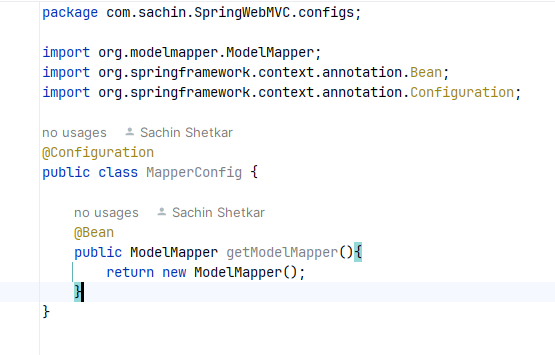 package com.sachin.SpringWebMVC.configs;
import org.modelmapper.ModelMapper;
import org.springframework.context.annotation.Bean;
import org.springframework.context.annotation.Configuration;
no usages Sachin Shetkar
@Configuration
public class MapperConfig {
no usages Sachin Shetkar
@Bean
public ModelMapper getModelMapper(){
return new ModelMapper();
}
}